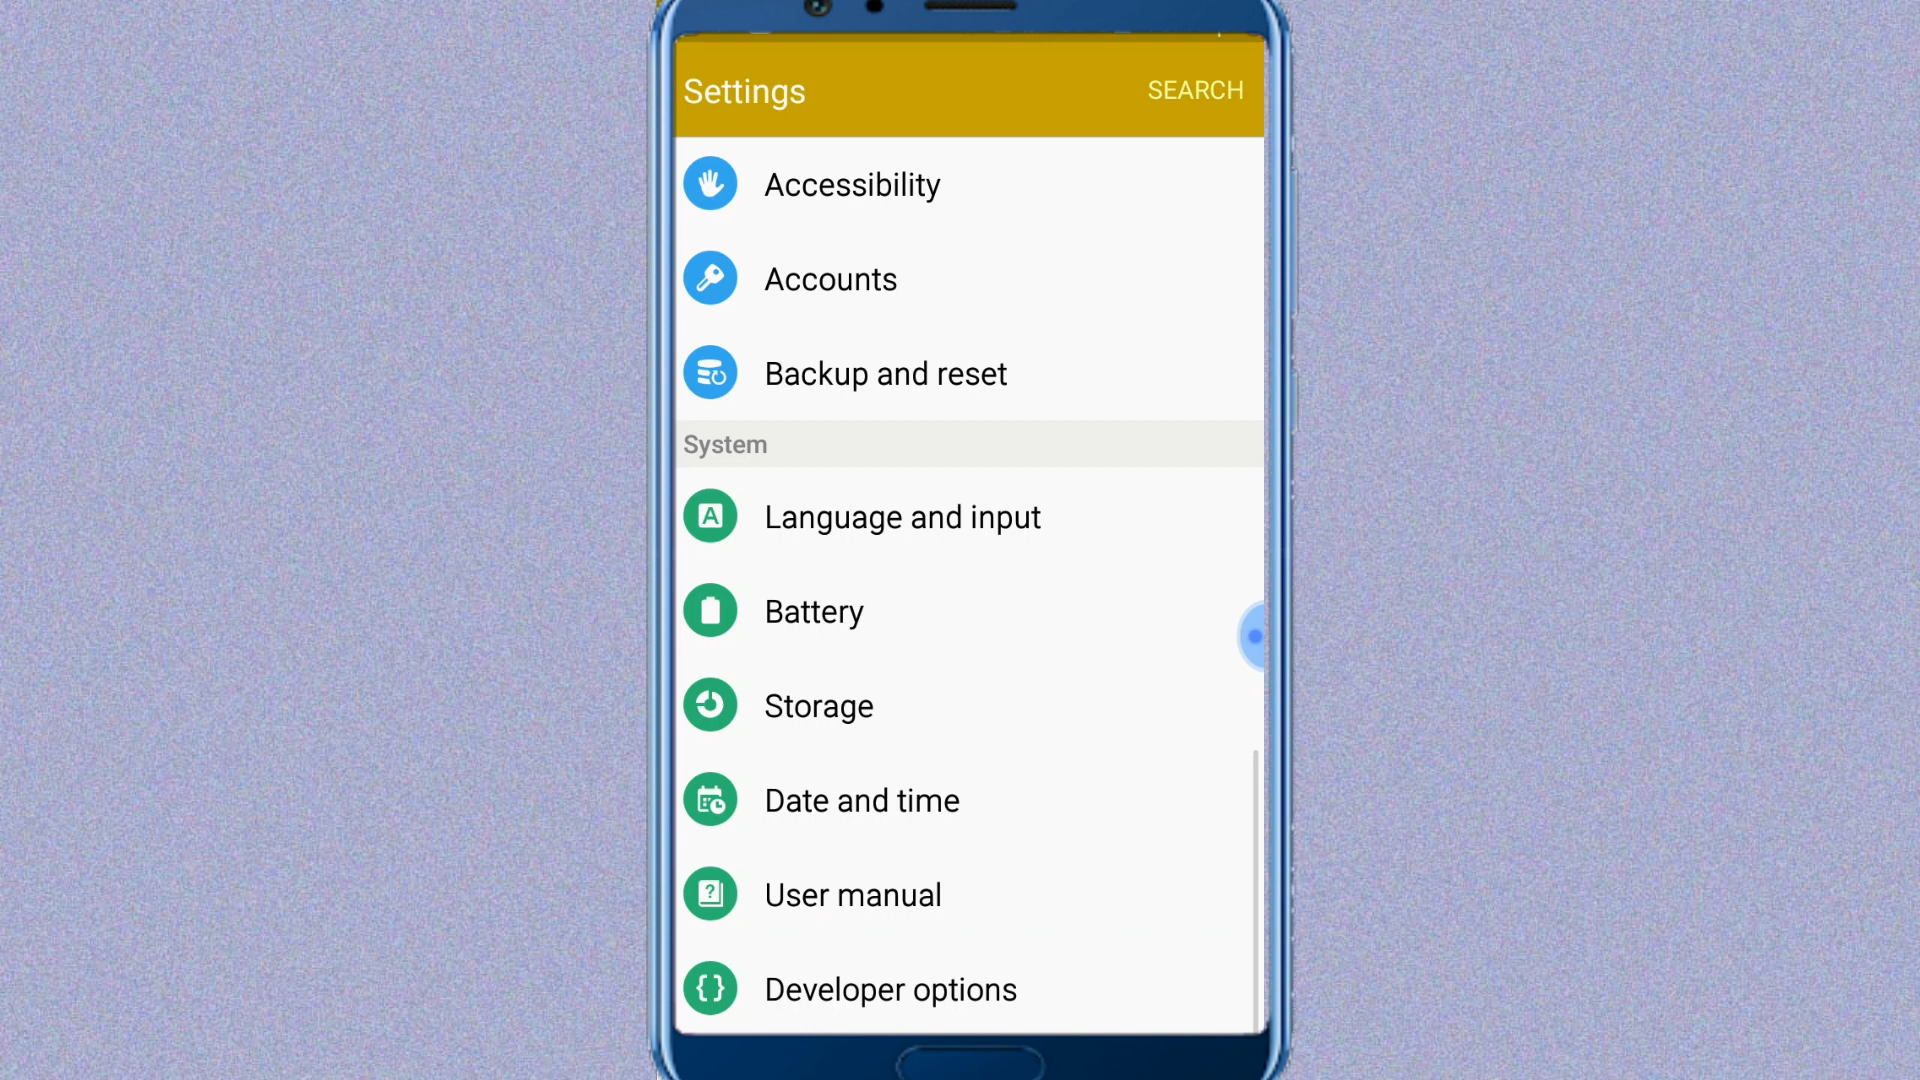 Settings
SEARCH
Accessibility
Accounts
Backup and reset
System
Language and input
Battery
Storage
Date and time
User manual
Developer options